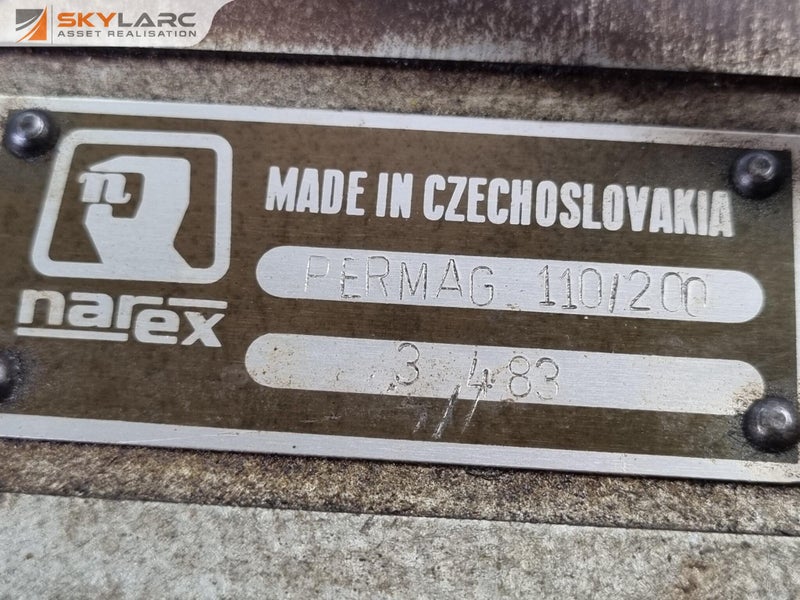 SKYLARC
ASSET REALISATION
n
MADE IN CZECHOSLOVAKIA
PERMAG 110/200
narex
3 483